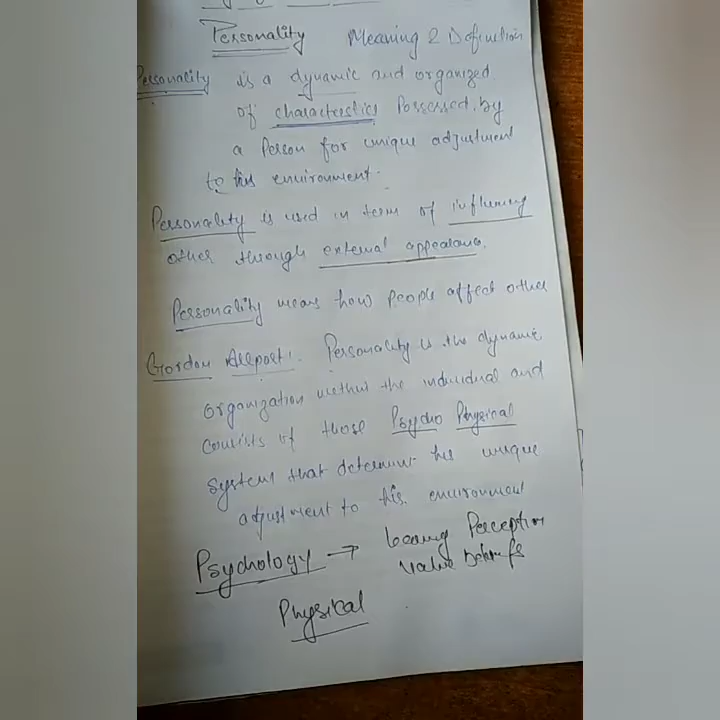 Personality Meaning & Definition
Personality is a dynamic and organized
of characteristics Possessed by
a Person for unique adjustment
to his environment.
Personality is used in term of influening
other through external appearance.
Personality means how people affect other
Gordon Allport: Personality is the dynamic
organization within the individual and
consists of those Psycho Physical
system that determine his unique
adjustment to his environment
Psychology → Learning Perception
Value Beliefs
Physical